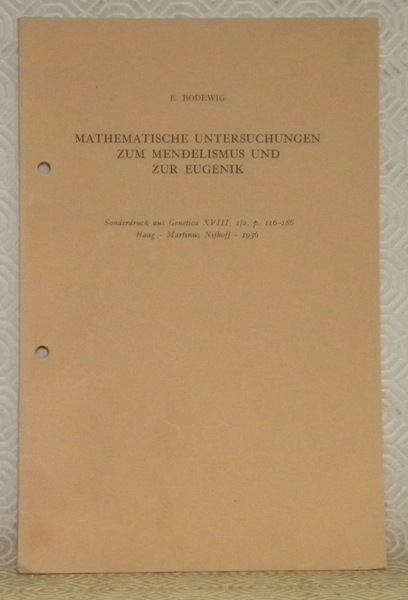 E. BODEWIG
MATHEMATISCHE UNTERSUCHUNGEN
ZUM MENDELISMUS UND
ZUR EUGENIK
Sonderdruck aus Genetica XVIII, 1/2, p. 116-186
Haag - Martinus Nijhoff - 1936